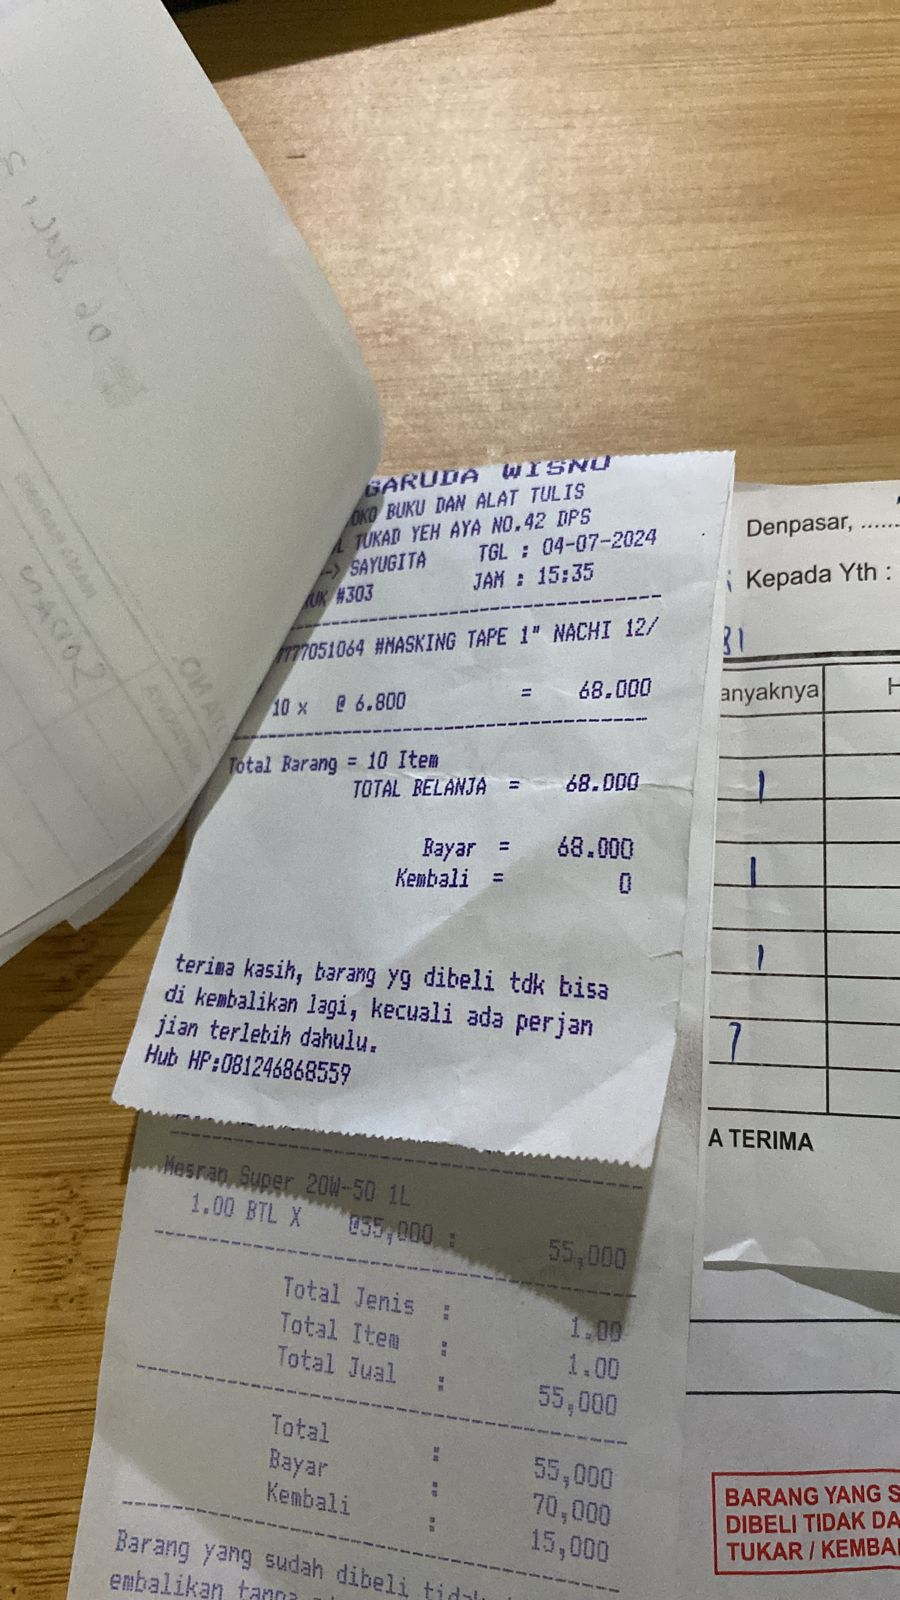 GARUDA WISNU
OKO BUKU DAN ALAT TULIS
TUKAD YEH AYA NO.42 DPS
--> SAYUGITA TGL : 04-07-2024
#303 JAM : 15:35
7777051064 #MASKING TAPE 1" NACHI 12/
10 x @ 6.800 = 68.000
Total Barang = 10 Item
TOTAL BELANJA = 68.000
Bayar = 68.000
Kembali = 0
terima kasih, barang yg dibeli tdk bisa
di kembalikan lagi, kecuali ada perjan
jian terlebih dahulu.
Hub HP:081246868559
Mesran Super 20W-50 1L
1.00 BTL X @55,000 : 55,000
Total Jenis : 1.00
Total Item : 1.00
Total Jual : 55,000
Total : 55,000
Bayar : 70,000
Kembali : 15,000
Barang yang sudah dibeli tidak
embalikan tanpa
Denpasar, ......
Kepada Yth :
31
anyaknya H
1
1
1
7
A TERIMA
BARANG YANG S
DIBELI TIDAK DA
TUKAR / KEMBA